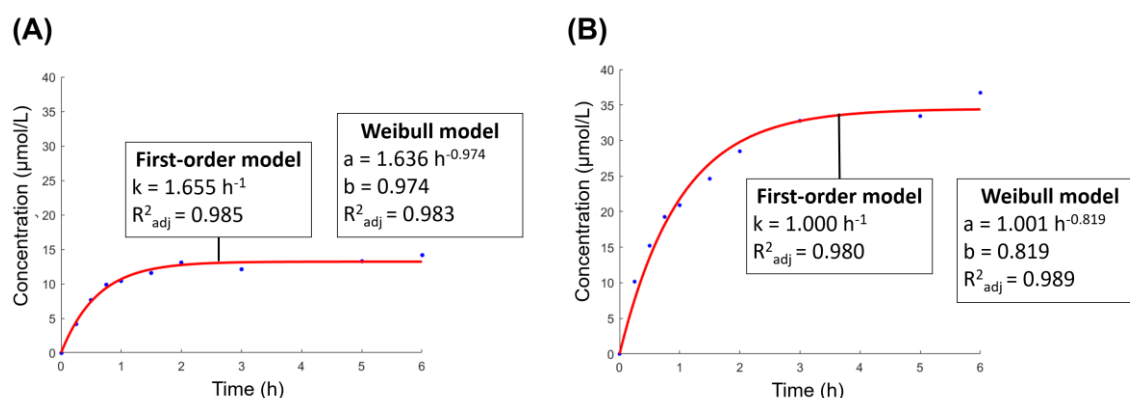 (A)
40
35
30
25
20
15
10
5
0
Concentration (µmol/L)
0 1 2 3 4 5 6
Time (h)
First-order model
k = 1.655 h⁻¹
R²adj = 0.985
Weibull model
a = 1.636 h⁻⁰·⁹⁷⁴
b = 0.974
R²adj = 0.983
(B)
40
35
30
25
20
15
10
5
0
Concentration (µmol/L)
0 1 2 3 4 5 6
Time (h)
First-order model
k = 1.000 h⁻¹
R²adj = 0.980
Weibull model
a = 1.001 h⁻⁰·⁸¹⁹
b = 0.819
R²adj = 0.989